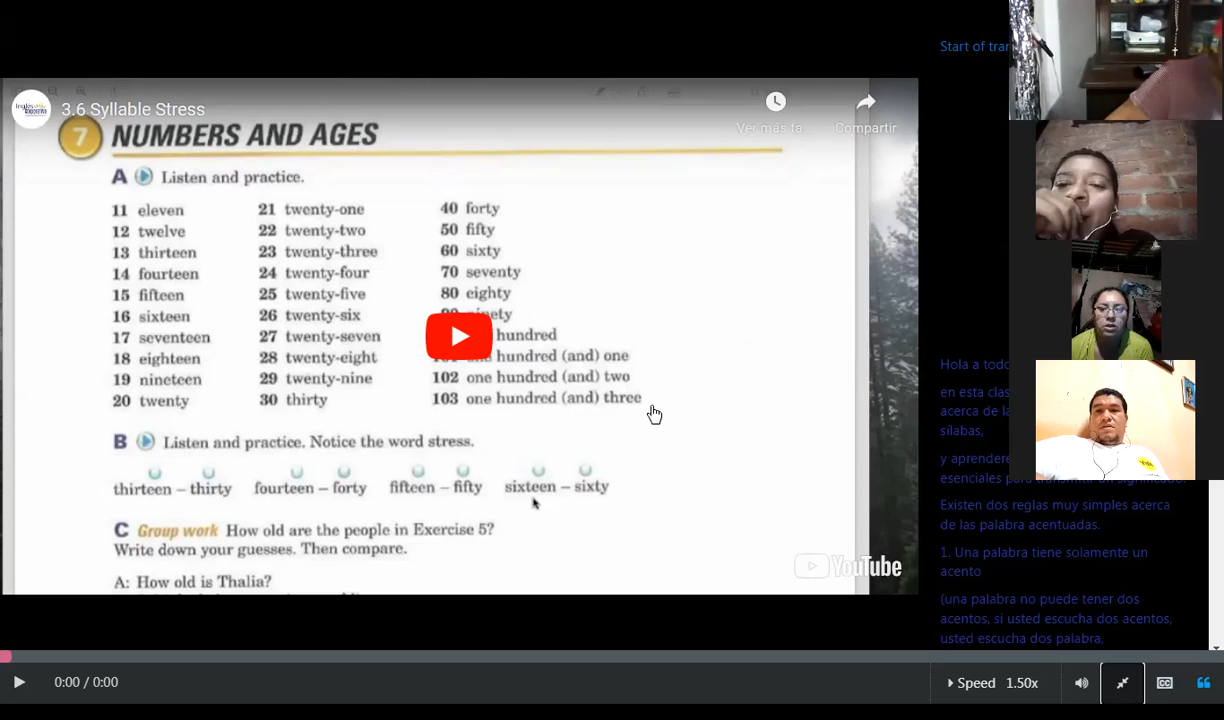 Start of
3.6 Syllable Stress
Ver más ta
Compartir
7 NUMBERS AND AGES
A Listen and practice.
11 eleven 21 twenty-one 40 forty
12 twelve 22 twenty-two 50 fifty
13 thirteen 23 twenty-three 60 sixty
14 fourteen 24 twenty-four 70 seventy
15 fifteen 25 twenty-five 80 eighty
16 sixteen 26 twenty-six
17 seventeen 27 twenty-seven hundred
18 eighteen 28 twenty-eight hundred (and) one
19 nineteen 29 twenty-nine 102 one hundred (and) two
20 twenty 30 thirty 103 one hundred (and) three
B Listen and practice. Notice the word stress.
thirteen – thirty fourteen – forty fifteen – fifty sixteen – sixty
C Group work How old are the people in Exercise 5?
Write down your guesses. Then compare.
A: How old is Thalia?
YouTube
Hola a todo
en esta clas
acerca de la
sílabas,
y aprendere
esenciales para transmitir un significado.
Existen dos reglas muy simples acerca
de las palabra acentuadas.
1. Una palabra tiene solamente un
acento
(una palabra no puede tener dos
acentos, si usted escucha dos acentos,
usted escucha dos palabra,
0:00 / 0:00
Speed 1.50x
CC